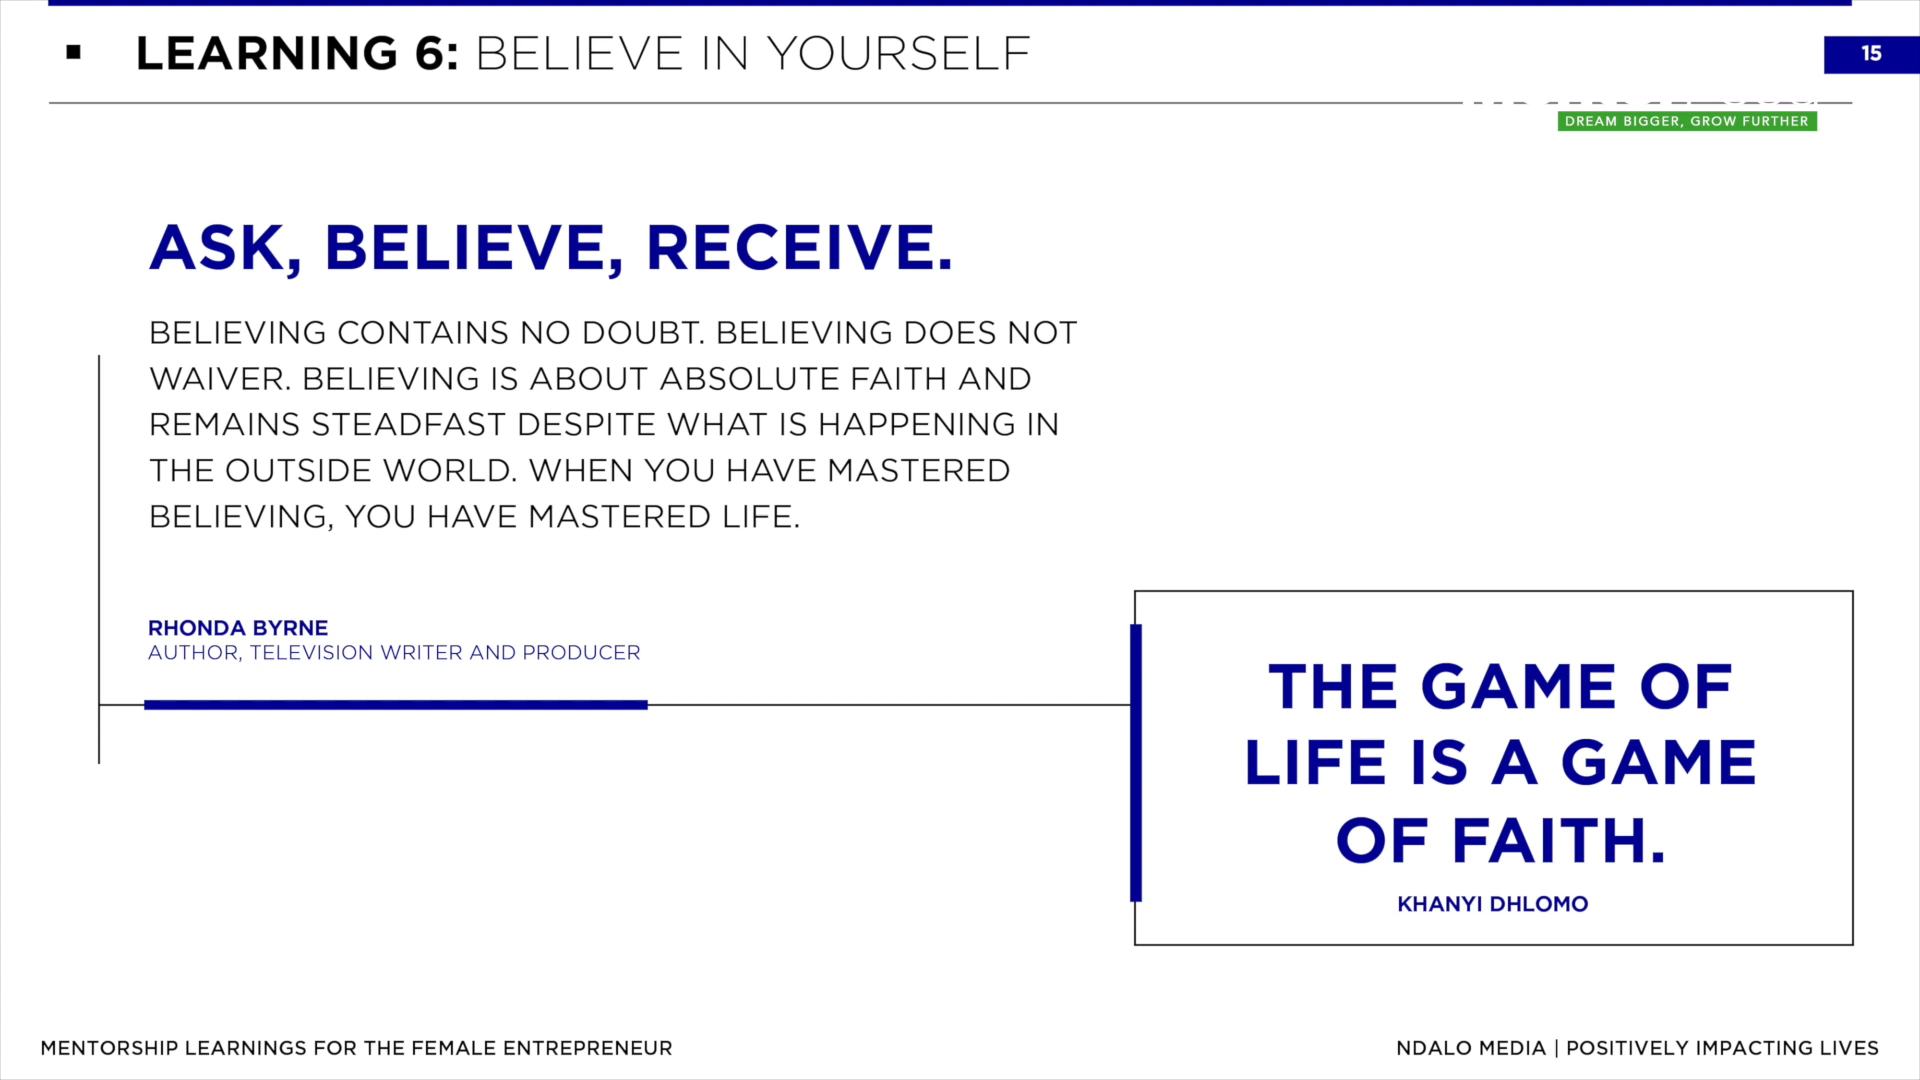 LEARNING 6: BELIEVE IN YOURSELF
15
DREAM BIGGER, GROW FURTHER
ASK, BELIEVE, RECEIVE.
BELIEVING CONTAINS NO DOUBT. BELIEVING DOES NOT
WAIVER. BELIEVING IS ABOUT ABSOLUTE FAITH AND
REMAINS STEADFAST DESPITE WHAT IS HAPPENING IN
THE OUTSIDE WORLD. WHEN YOU HAVE MASTERED
BELIEVING, YOU HAVE MASTERED LIFE.
RHONDA BYRNE
AUTHOR, TELEVISION WRITER AND PRODUCER
THE GAME OF
LIFE IS A GAME
OF FAITH.
KHANYI DHLOMO
MENTORSHIP LEARNINGS FOR THE FEMALE ENTREPRENEUR
NDALO MEDIA | POSITIVELY IMPACTING LIVES